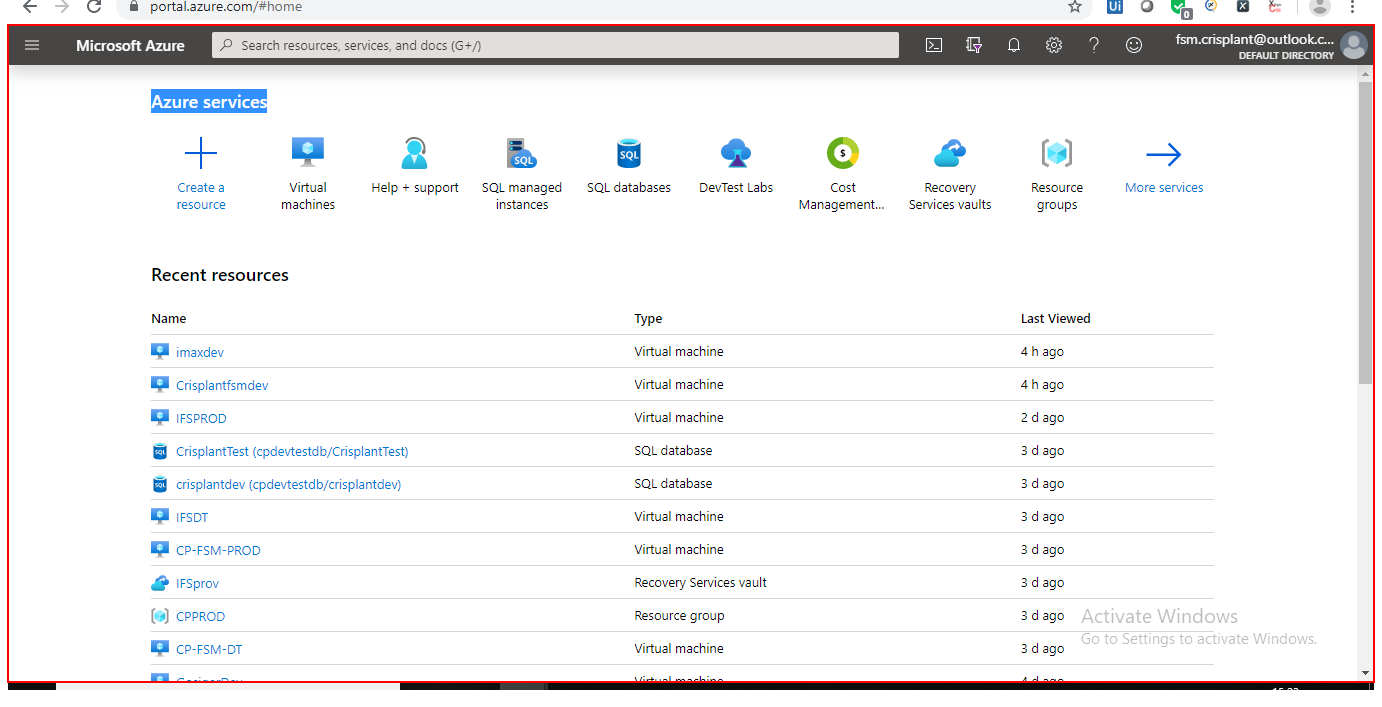 portal.azure.com/#home
0
Microsoft Azure
Search resources, services, and docs (G+/)
fsm.crisplant@outlook.c...
DEFAULT DIRECTORY
Azure services
Create a resource
Virtual machines
Help + support
SQL managed instances
SQL databases
DevTest Labs
Cost Management...
Recovery Services vaults
Resource groups
More services
Recent resources
Name Type Last Viewed
imaxdev Virtual machine 4 h ago
Crisplantfsmdev Virtual machine 4 h ago
IFSPROD Virtual machine 2 d ago
CrisplantTest (cpdevtestdb/CrisplantTest) SQL database 3 d ago
crisplantdev (cpdevtestdb/crisplantdev) SQL database 3 d ago
IFSDT Virtual machine 3 d ago
CP-FSM-PROD Virtual machine 3 d ago
IFSprov Recovery Services vault 3 d ago
CPPROD Resource group 3 d ago
CP-FSM-DT Virtual machine 3 d ago
Virtual machine 4 d ago
Activate Windows
Go to Settings to activate Windows.